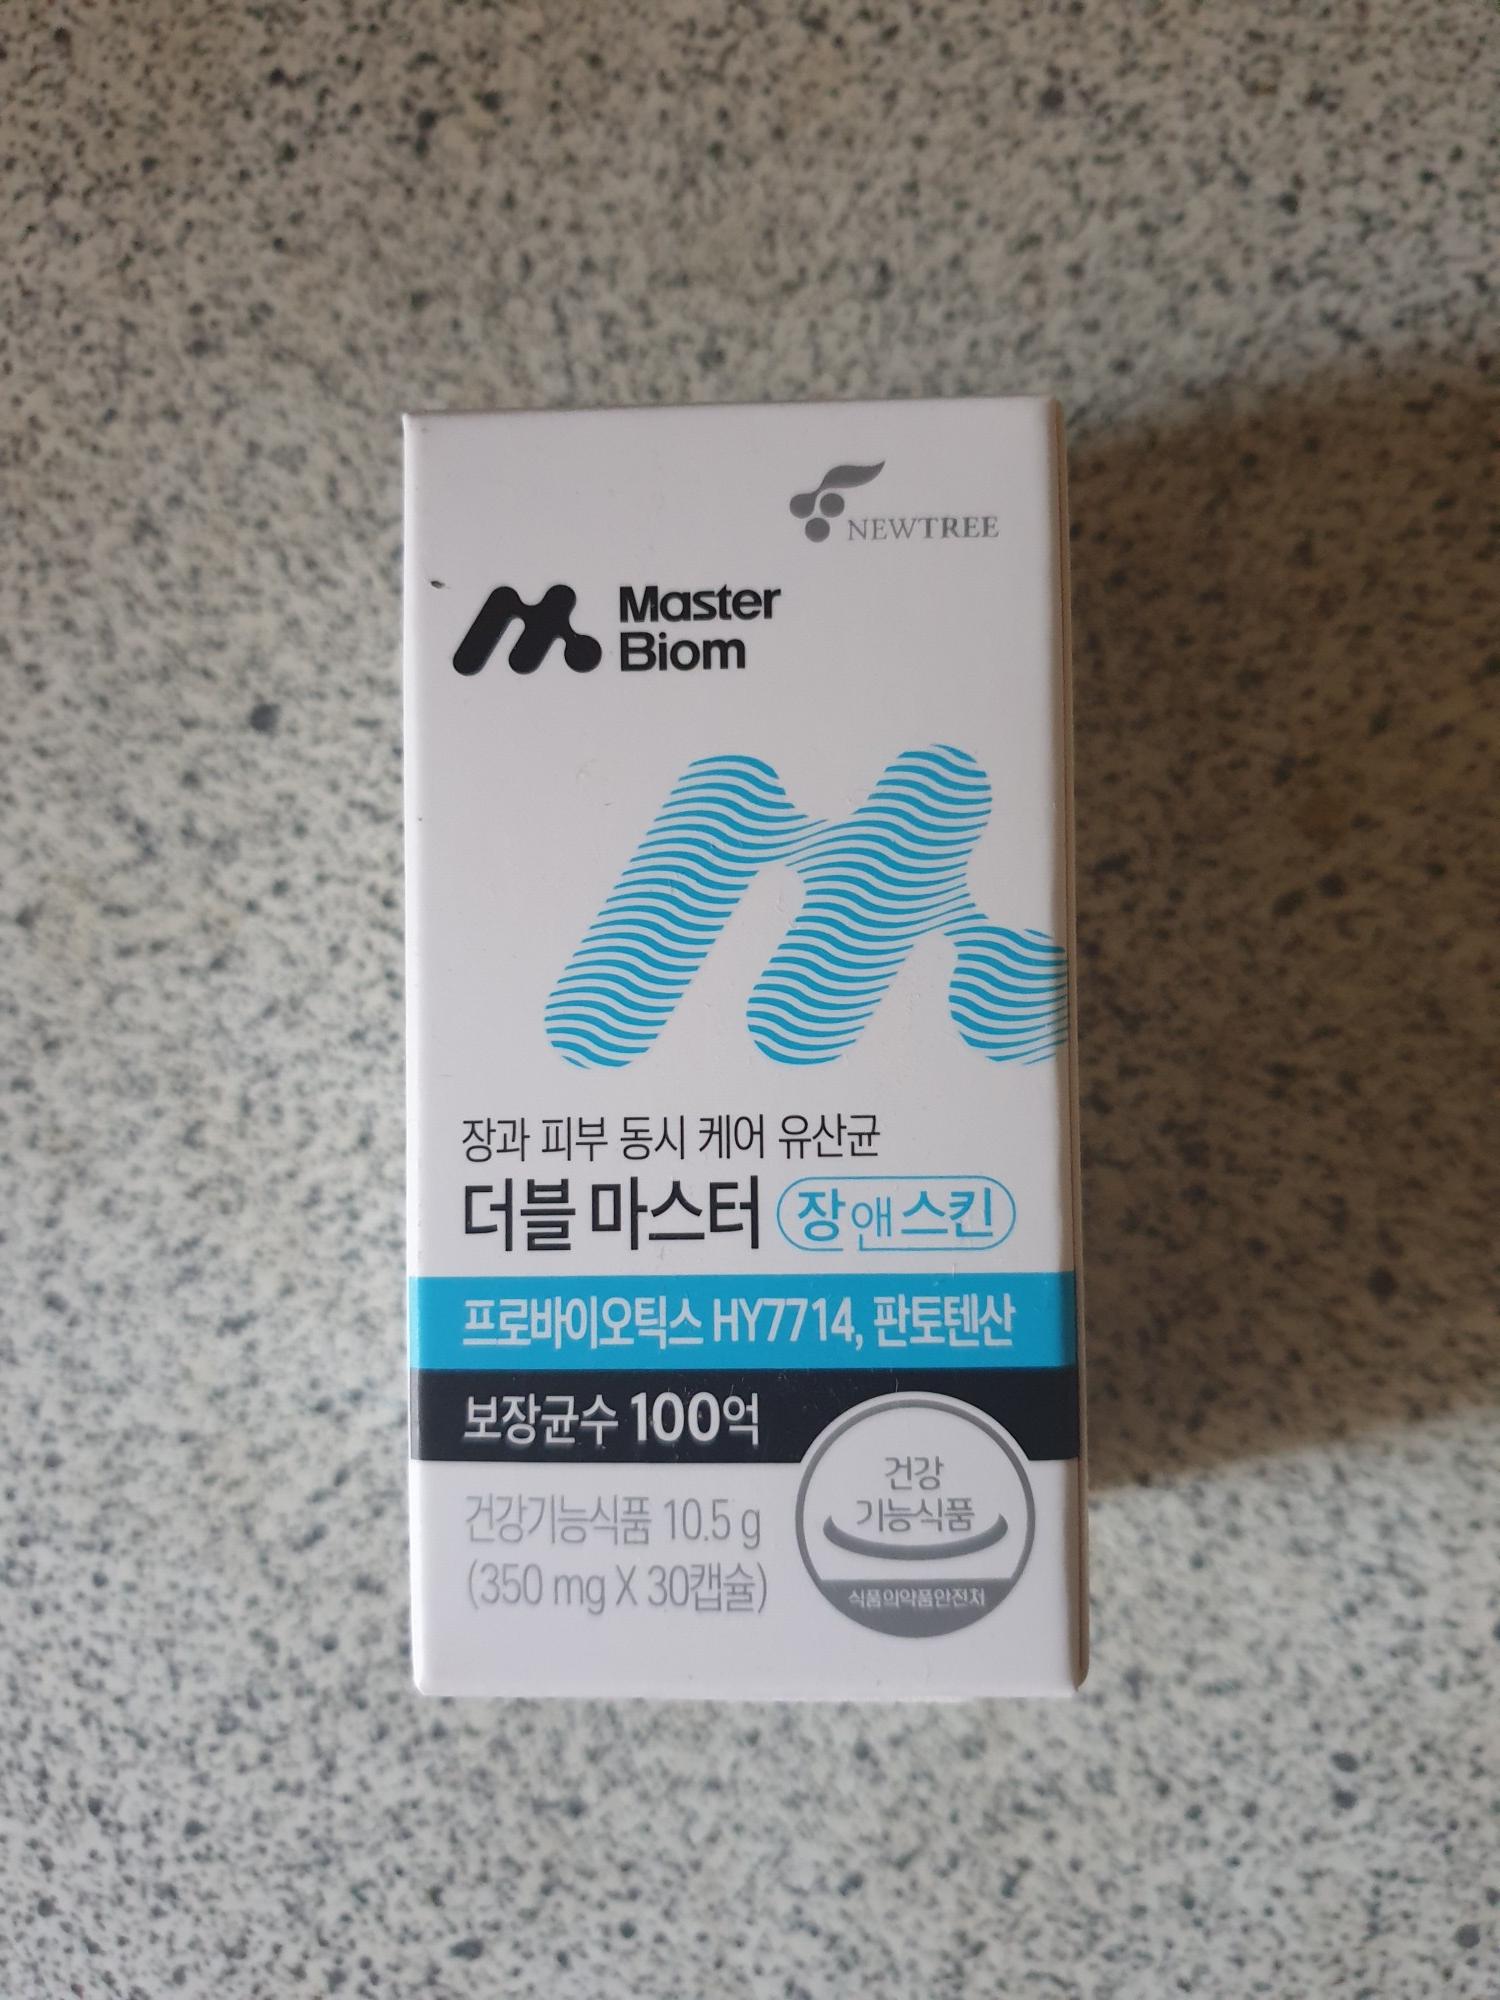 NEWTREE
Master
Biom
장과 피부 동시 케어 유산균
더블 마스터 장앤스킨
프로바이오틱스 HY7714, 판토텐산
보장균수 100억
건강기능식품 10.5 g
(350 mg X 30캡슐)
건강
기능식품
식품의약품안전처